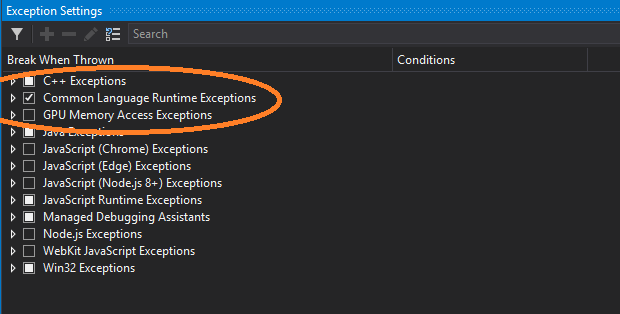 Exception Settings
Search
Break When Thrown Conditions
C++ Exceptions
Common Language Runtime Exceptions
GPU Memory Access Exceptions
Java Exceptions
JavaScript (Chrome) Exceptions
JavaScript (Edge) Exceptions
JavaScript (Node.js 8+) Exceptions
JavaScript Runtime Exceptions
Managed Debugging Assistants
Node.js Exceptions
WebKit JavaScript Exceptions
Win32 Exceptions